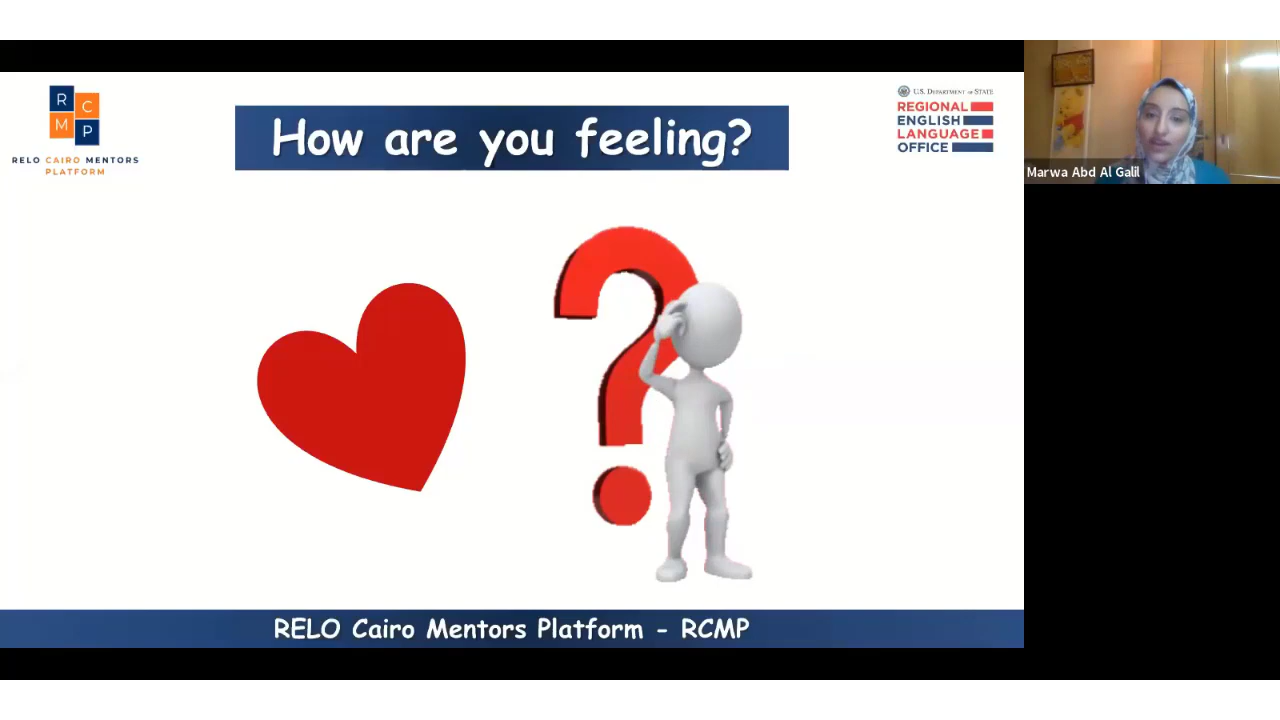 R C
M P
RELO CAIRO MENTORS
PLATFORM
How are you feeling?
U.S. DEPARTMENT of STATE
REGIONAL
ENGLISH
LANGUAGE
OFFICE
Marwa Abd Al Galil
RELO Cairo Mentors Platform - RCMP